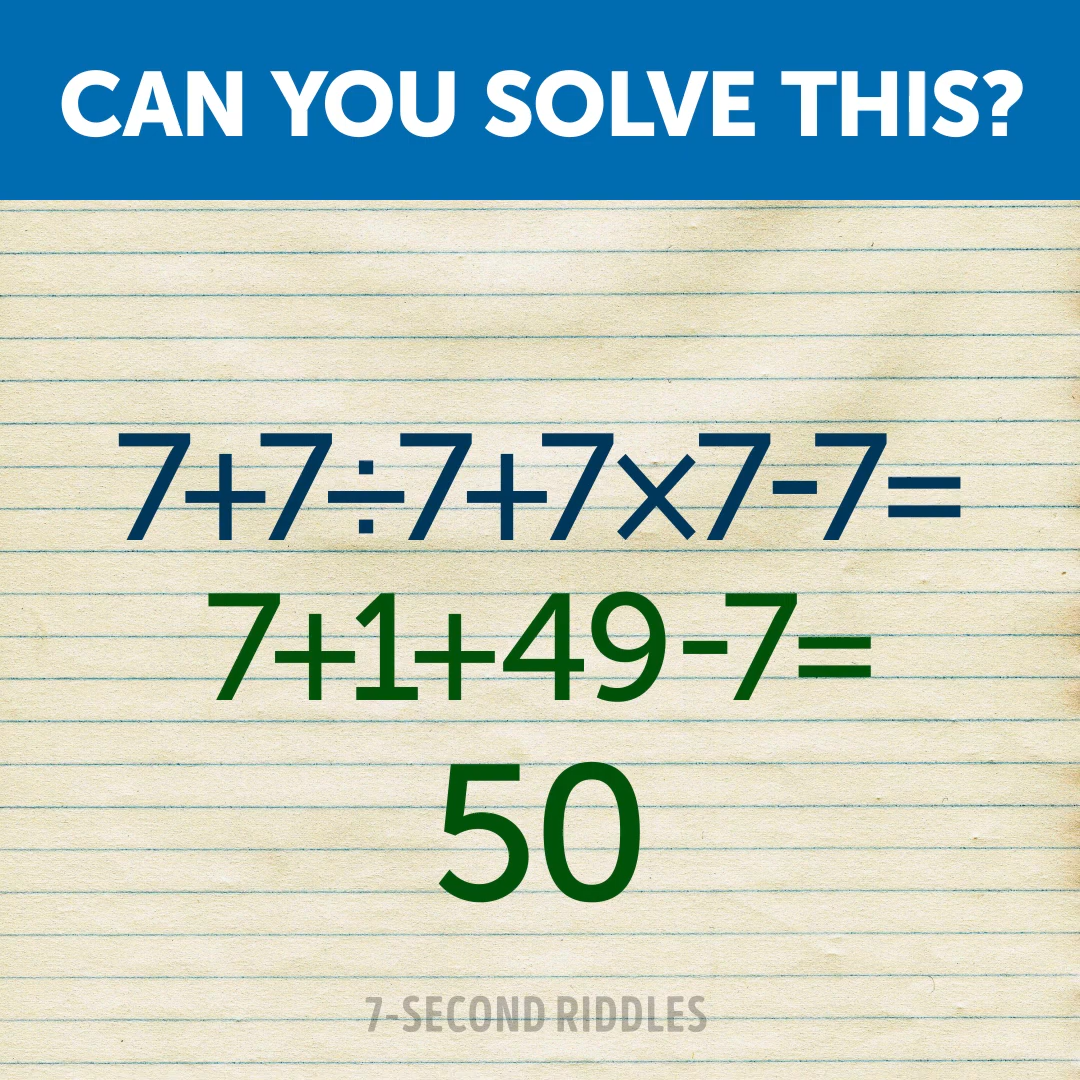 CAN YOU SOLVE THIS?
7+7÷7+7×7-7=
7+1+49-7=
50
7-SECOND RIDDLES